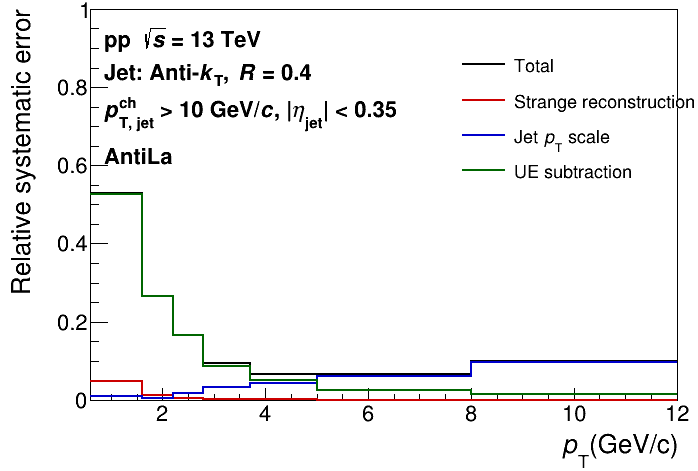 Relative systematic error
1
0.8
0.6
0.4
0.2
0
pp √s = 13 TeV
Jet: Anti-kT, R = 0.4
p^ch_T, jet > 10 GeV/c, |η_jet| < 0.35
AntiLa
Total
Strange reconstruction
Jet pT scale
UE subtraction
2 4 6 8 10 12
pT(GeV/c)